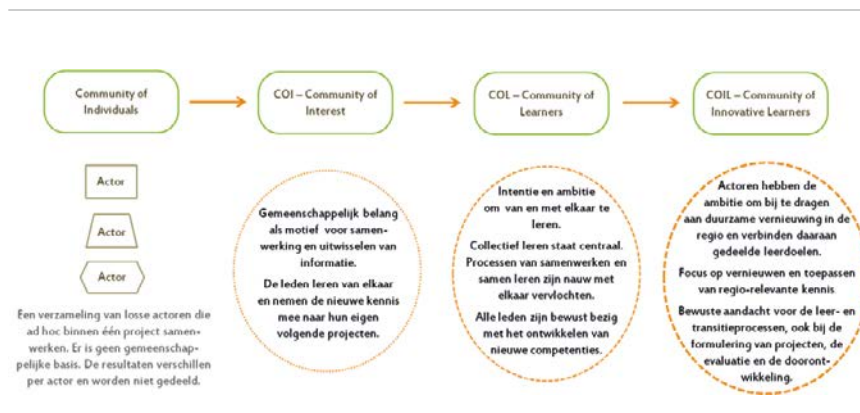 Community of
Individuals
COI – Community of
Interest
COL – Community of
Learners
COIL – Community of
Innovative Learners
Actor
Actor
Actor
Een verzameling van losse actoren die
ad hoc binnen één project samen-
werken. Er is geen gemeenschap-
pelijke basis. De resultaten verschillen
per actor en worden niet gedeeld.
Gemeenschappelijk belang
als motief voor samen-
werking en uitwisselen van
informatie.
De leden leren van elkaar
en nemen de nieuwe kennis
mee naar hun eigen
volgende projecten.
Intentie en ambitie
om van en met elkaar te
leren.
Collectief leren staat centraal.
Processen van samenwerken en
samen leren zijn nauw met
elkaar vervlochten.
Alle leden zijn bewust bezig
met het ontwikkelen van
nieuwe competenties.
Actoren hebben de
ambitie om bij te dragen
aan duurzame vernieuwing in de
regio en verbinden daaraan
gedeelde leerdoelen.
Focus op vernieuwen en toepassen
van regio-relevante kennis
Bewuste aandacht voor de leer- en
transitieprocessen, ook bij de
formulering van projecten, de
evaluatie en de dooront-
wikkeling.